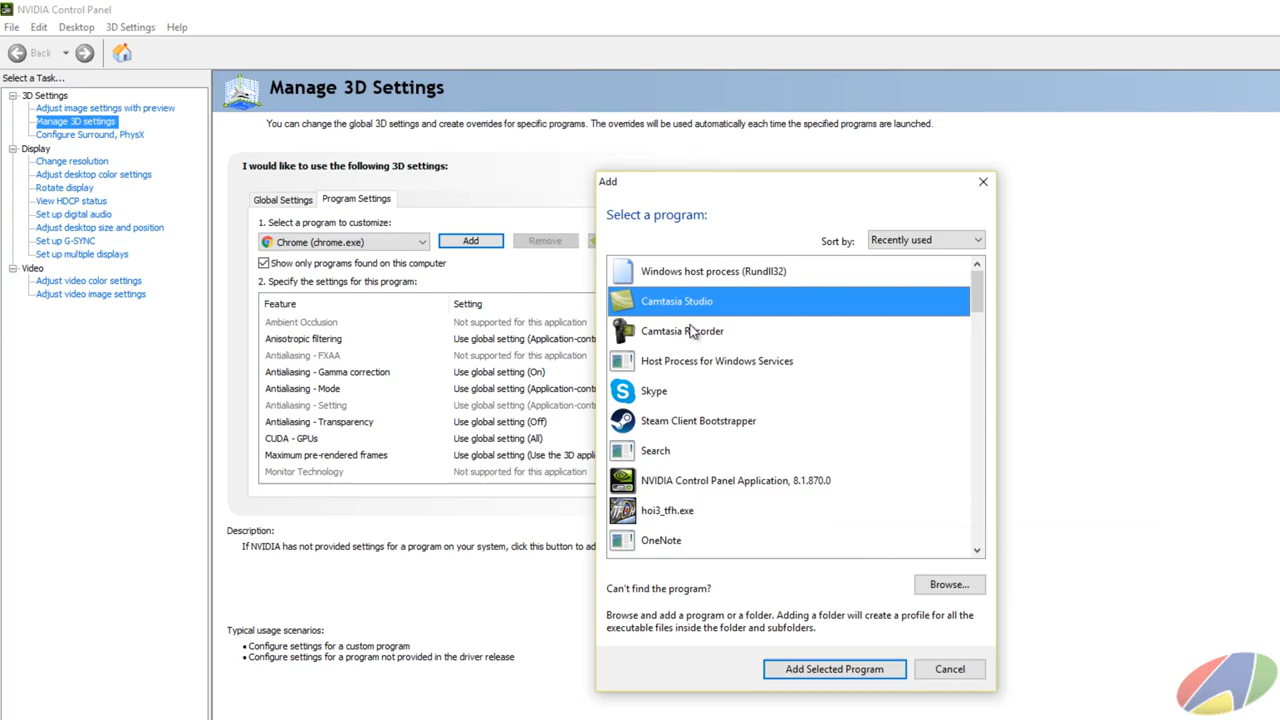 NVIDIA Control Panel
File Edit Desktop 3D Settings Help
Back
Select a Task...
3D Settings
Adjust image settings with preview
Manage 3D settings
Configure Surround, PhysX
Display
Change resolution
Adjust desktop color settings
Rotate display
View HDCP status
Set up digital audio
Adjust desktop size and position
Set up G-SYNC
Set up multiple displays
Video
Adjust video color settings
Adjust video image settings
Manage 3D Settings
You can change the global 3D settings and create overrides for specific programs. The overrides will be used automatically each time the specified programs are launched.
I would like to use the following 3D settings:
Global Settings Program Settings
1. Select a program to customize:
Chrome (chrome.exe) Add Remove
Show only programs found on this computer
2. Specify the settings for this program:
Feature Setting
Ambient Occlusion Not supported for this application
Anisotropic filtering Use global setting (Application-cont
Antialiasing - FXAA Not supported for this application
Antialiasing - Gamma correction Use global setting (On)
Antialiasing - Mode Use global setting (Application-cont
Antialiasing - Setting Use global setting (Application-cont
Antialiasing - Transparency Use global setting (Off)
CUDA - GPUs Use global setting (All)
Maximum pre-rendered frames Use global setting (Use the 3D appli
Monitor Technology Not supported for this application
Description:
If NVIDIA has not provided settings for a program on your system, click this button to ad
Typical usage scenarios:
• Configure settings for a custom program
• Configure settings for a program not provided in the driver release
Add
Select a program:
Sort by: Recently used
Windows host process (Rundll32)
Camtasia Studio
Camtasia Recorder
Host Process for Windows Services
Skype
Steam Client Bootstrapper
Search
NVIDIA Control Panel Application, 8.1.870.0
hoi3_tfh.exe
OneNote
Can't find the program? Browse...
Browse and add a program or a folder. Adding a folder will create a profile for all the
executable files inside the folder and subfolders.
Add Selected Program Cancel